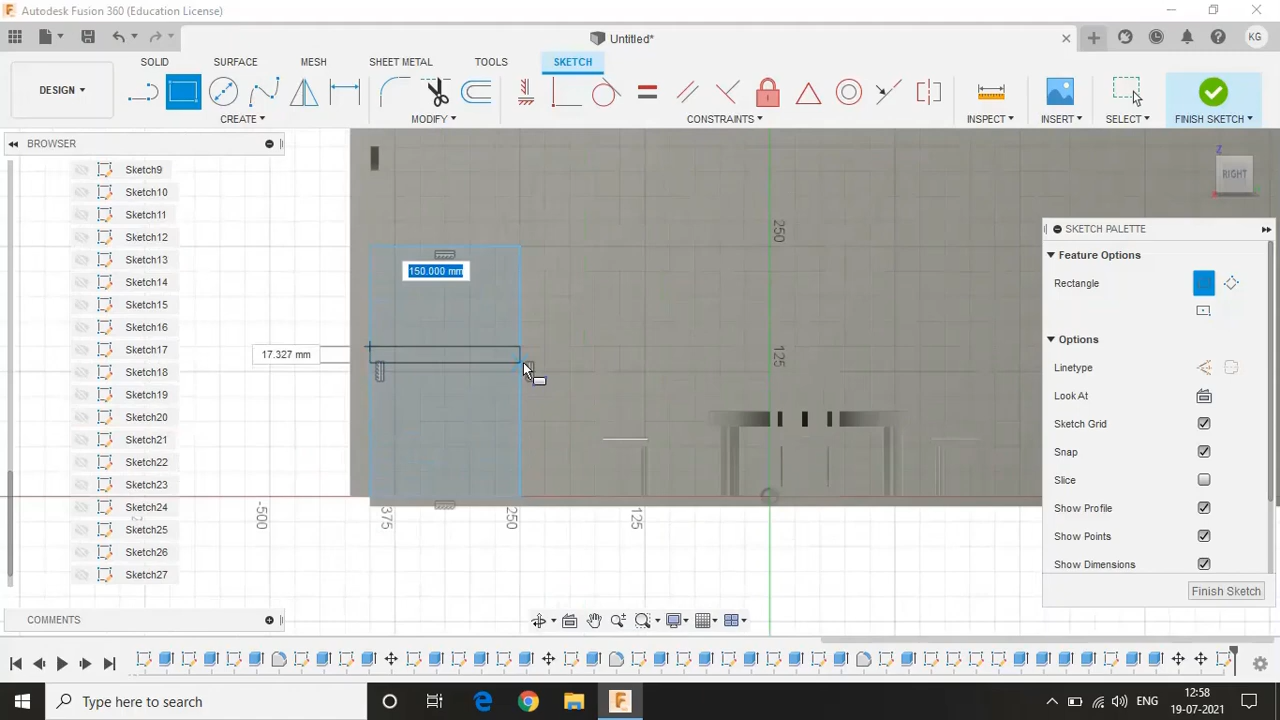 Autodesk Fusion 360 (Education License)
Untitled*
KG
SOLID
SURFACE
MESH
SHEET METAL
TOOLS
SKETCH
DESIGN
CREATE
MODIFY
CONSTRAINTS
INSPECT
INSERT
SELECT
FINISH SKETCH
BROWSER
Sketch9
Sketch10
Sketch11
Sketch12
Sketch13
Sketch14
Sketch15
Sketch16
Sketch17
Sketch18
Sketch19
Sketch20
Sketch21
Sketch22
Sketch23
Sketch24
Sketch25
Sketch26
Sketch27
COMMENTS
150.000 mm
17.327 mm
250
125
-500
375
250
125
Z
RIGHT
SKETCH PALETTE
Feature Options
Rectangle
Options
Linetype
Look At
Sketch Grid
Snap
Slice
Show Profile
Show Points
Show Dimensions
Finish Sketch
Type here to search
ENG
12:58
19-07-2021